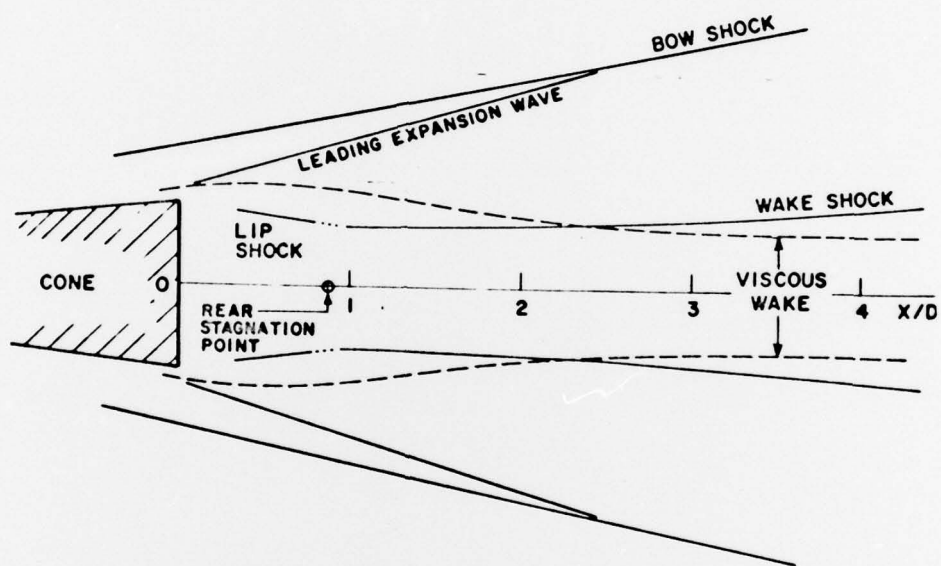 BOW SHOCK
LEADING EXPANSION WAVE
WAKE SHOCK
LIP
SHOCK
CONE
O
REAR
STAGNATION
POINT
1
2
3
4
X/D
VISCOUS
WAKE